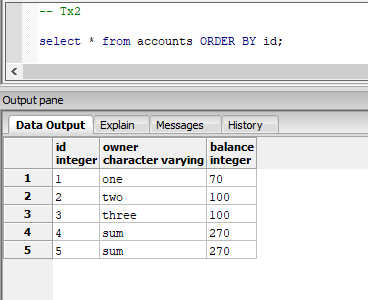 -- Tx2
select * from accounts ORDER BY id;
Output pane
Data Output Explain Messages History
id owner balance
integer character varying integer
1 1 one 70
2 2 two 100
3 3 three 100
4 4 sum 270
5 5 sum 270